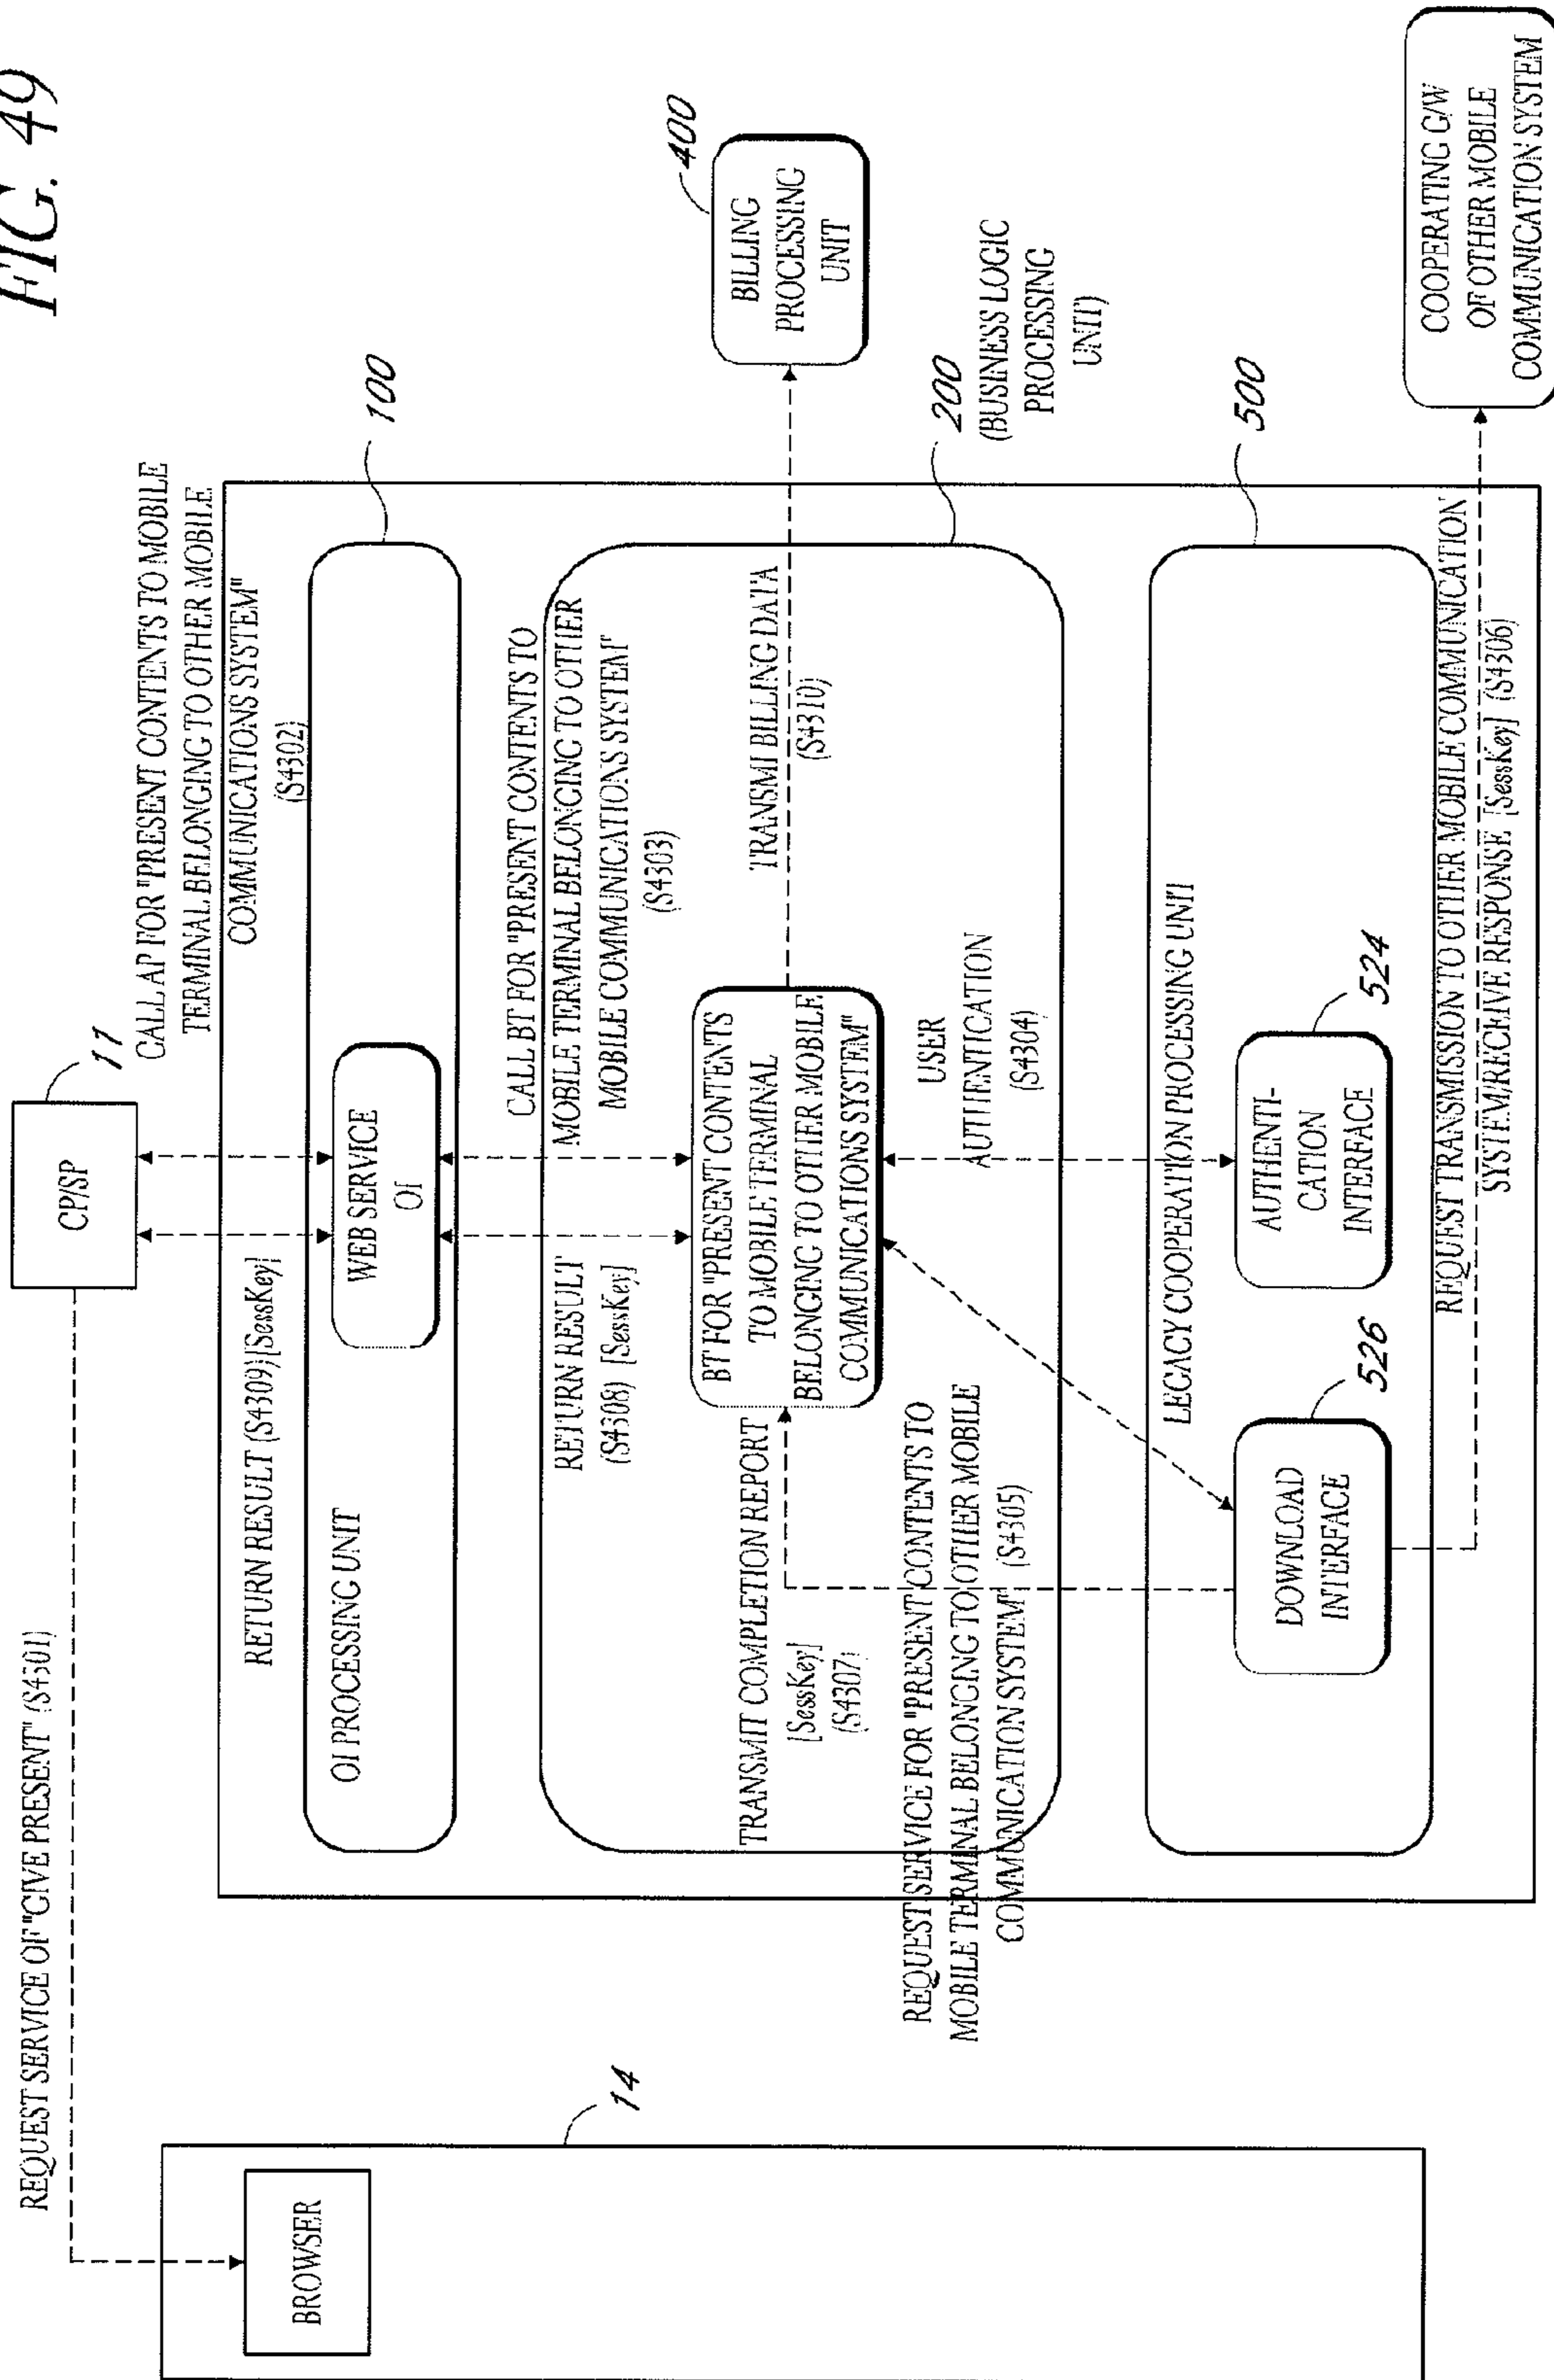 FIG. 49
REQUEST SERVICE OF "GIVE PRESENT" (S4301)
BROWSER
14
CP/SP
11
CALL AP FOR "PRESENT CONTENTS TO MOBILE
TERMINAL BELONGING TO OTHER MOBILE
COMMUNICATIONS SYSTEM"
(S4302)
RETURN RESULT (S4309)[SessKey]
OI PROCESSING UNIT
WEB SERVICE
OI
100
CALL BT FOR "PRESENT CONTENTS TO
MOBILE TERMINAL BELONGING TO OTHER
MOBILE COMMUNICATIONS SYSTEM"
(S4303)
RETURN RESULT
(S4308) [SessKey]
BT FOR "PRESENT CONTENTS
TO MOBILE TERMINAL
BELONGING TO OTHER MOBILE
COMMUNICATIONS SYSTEM"
TRANSMI BILLING DATA
(S4310)
400
BILLING
PROCESSING
UNIT
200
(BUSINESS LOGIC
PROCESSING
UNIT)
TRANSMIT COMPLETION REPORT
[SessKey]
(S4307)
USER
AUTHENTICATION
(S4304)
REQUEST SERVICE FOR "PRESENT CONTENTS TO
MOBILE TERMINAL BELONGING TO OTHER MOBILE
COMMUNICATION SYSTEM" (S4305)
LEGACY COOPERATION PROCESSING UNIT
500
DOWNLOAD
INTERFACE
526
AUTHENTI-
CATION
INTERFACE
524
REQUEST TRANSMISSION TO OTHER MOBILE COMMUNICATION
SYSTEM/RECEIVE RESPONSE [SessKey] (S4306)
COOPERATING G/W
OF OTHER MOBILE
COMMUNICATION SYSTEM